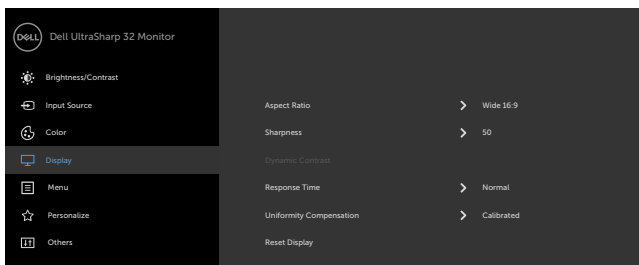 DELL Dell UltraSharp 32 Monitor
Brightness/Contrast
Input Source
Color
Display
Menu
Personalize
Others
Aspect Ratio Wide 16:9
Sharpness 50
Dynamic Contrast
Response Time Normal
Uniformity Compensation Calibrated
Reset Display